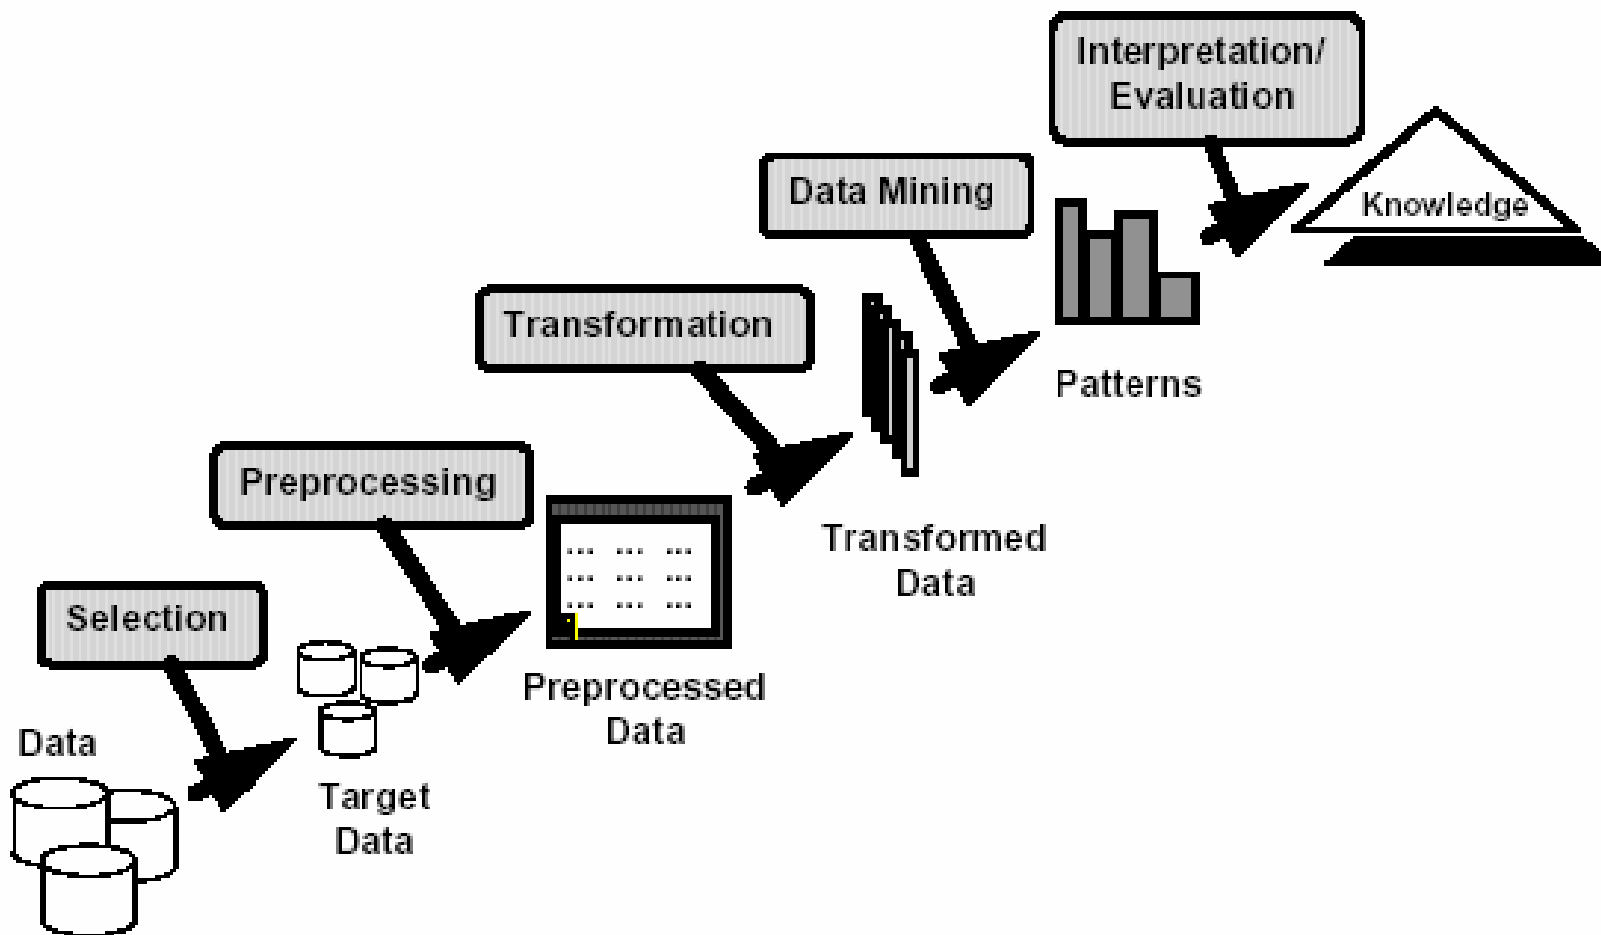 Interpretation/
Evaluation
Knowledge
Data Mining
Patterns
Transformation
Transformed
Data
Preprocessing
Preprocessed
Data
Selection
Target
Data
Data